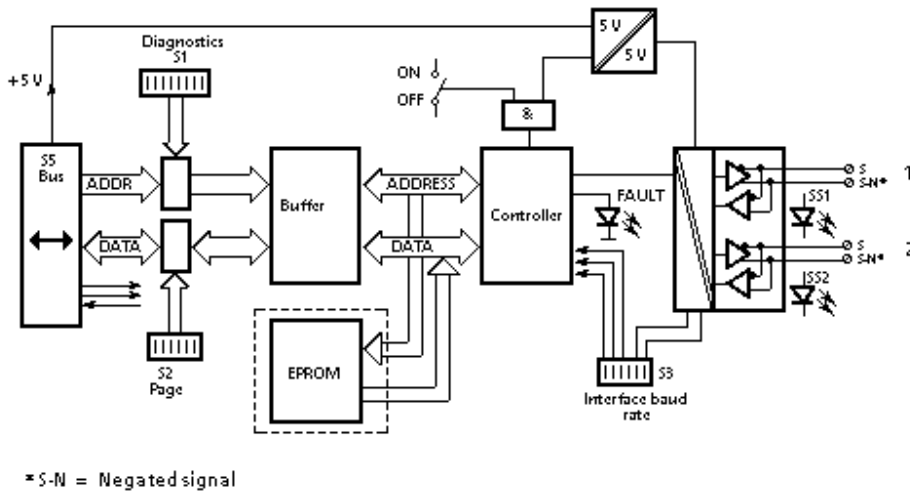 Diagnostics
S1
5 V
5 V
+5 V
ON
OFF
&
S5
Bus
ADDR
DATA
Buffer
ADDRESS
DATA
Controller
FAULT
S
S-N*
1
SS1
S
S-N*
2
SS2
S2
Page
EPROM
S3
Interface baud
rate
* S-N = Negated signal